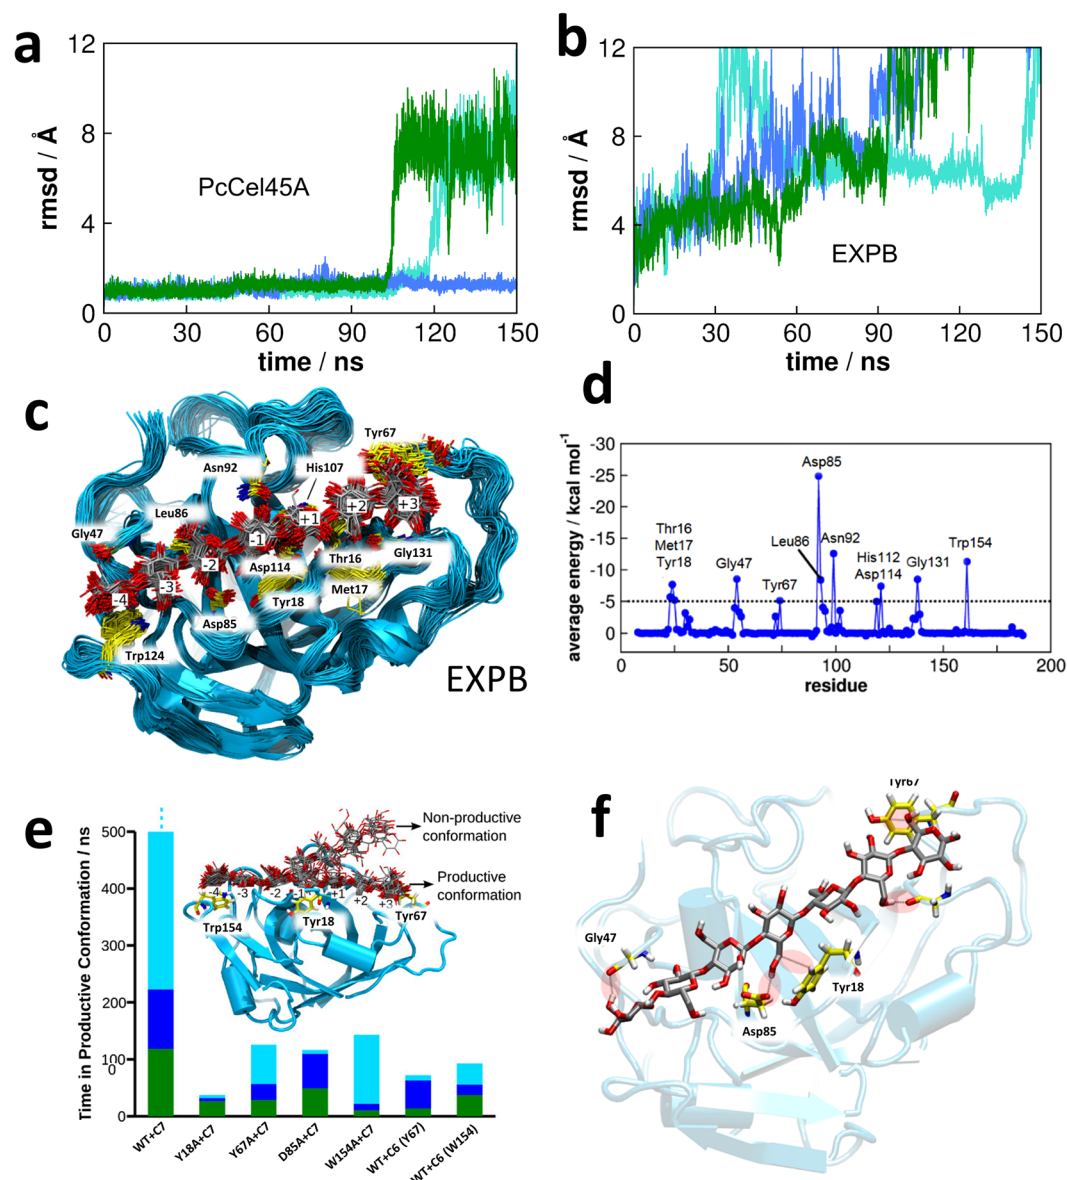 a
12
8
4
0
rmsd / Å
PcCel45A
0 30 60 90 120 150
time / ns
b
12
8
4
0
rmsd / Å
EXPB
0 30 60 90 120 150
time / ns
c
Tyr67
Asn92
His107
Leu86
Gly47
+3
+2
+1
-1
-2
-3
-4
Gly131
Thr16
Asp114
Met17
Tyr18
Asp85
Trp124
EXPB
d
-30
-25
-20
-15
-10
-5
0
average energy / kcal mol-1
Asp85
Thr16
Met17
Tyr18
Gly47
Tyr67
Leu86
Asn92
His112
Asp114
Gly131
Trp154
0 50 100 150 200
residue
e
500
400
300
200
100
0
0
Time in Productive Conformation / ns
Non-productive
conformation
Productive
conformation
-4 -3 -2 -1 +1 +2 +3
Trp154
Tyr18
Tyr67
WT+C7
Y18A+C7
Y67A+C7
D85A+C7
W154A+C7
WT+C6 (Y67)
WT+C6 (W154)
f
Tyr67
Gly47
Tyr18
Asp85